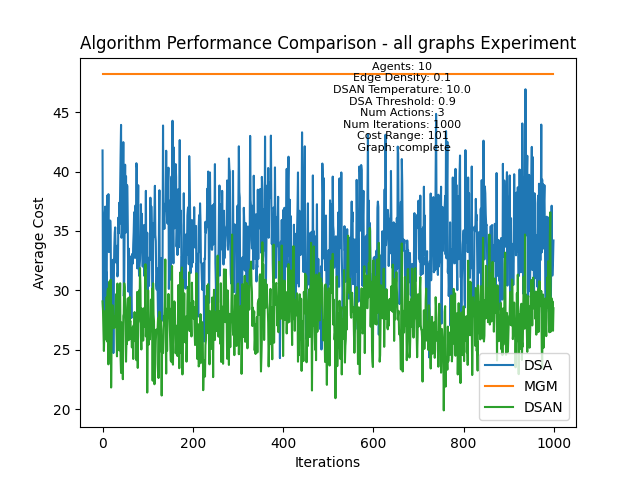 Algorithm Performance Comparison - all graphs Experiment
Agents: 10
Edge Density: 0.1
DSAN Temperature: 10.0
DSA Threshold: 0.9
Num Actions: 3
Num Iterations: 1000
Cost Range: 101
Graph: complete
Average Cost
45
40
35
30
25
20
0
200
400
600
800
1000
Iterations
DSA
MGM
DSAN